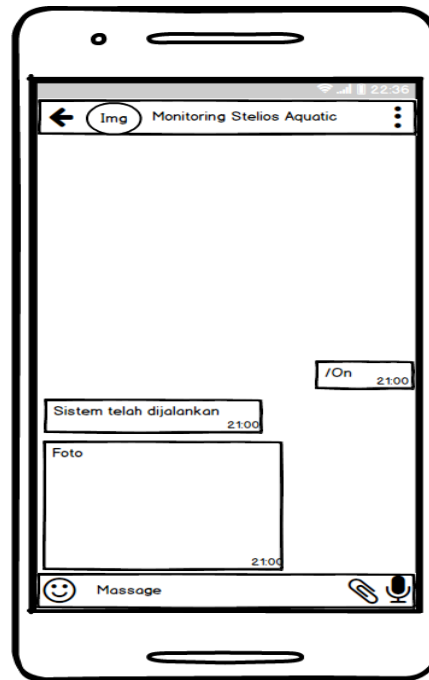 22:36
Img Monitoring Stelios Aquatic
/On
21:00
Sistem telah dijalankan
21:00
Foto
21:00
Massage